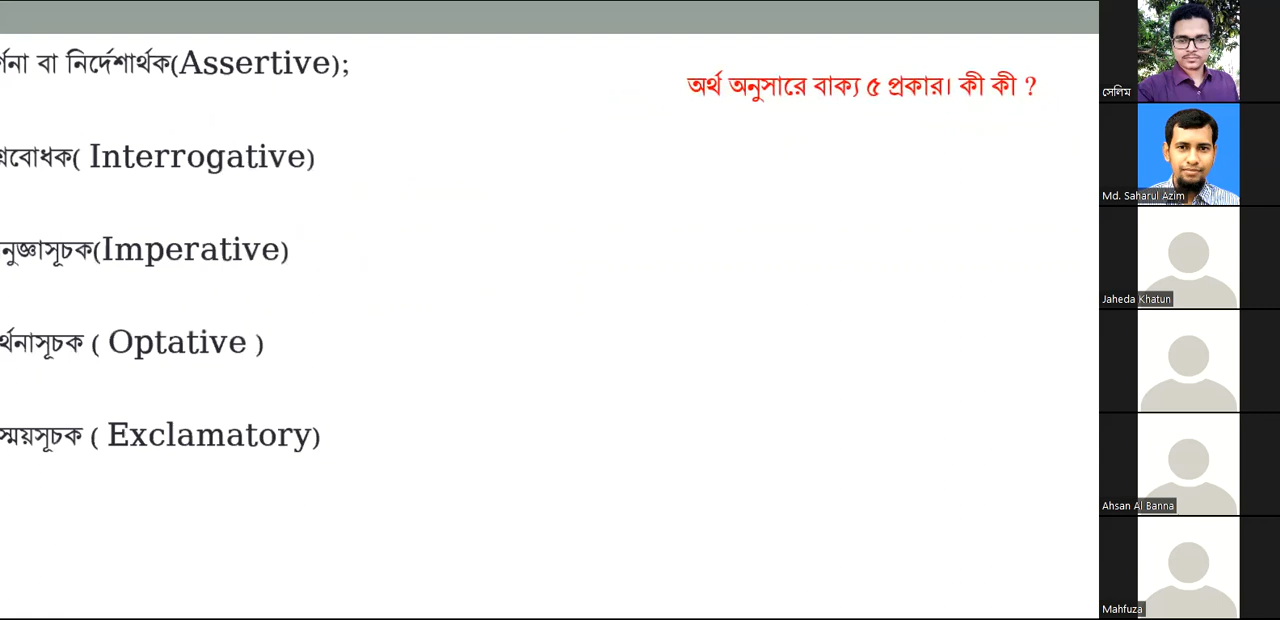 র্ণনা বা নির্দেশার্থক(Assertive);
অর্থ অনুসারে বাক্য ৫ প্রকার। কী কী ?
শ্নবোধক( Interrogative)
নুজ্ঞাসূচক(Imperative)
র্থনাসূচক ( Optative )
স্ময়সূচক ( Exclamatory)
সেলিম
Md. Saharul Azim
Jaheda Khatun
Ahsan Al Banna
Mahfuza